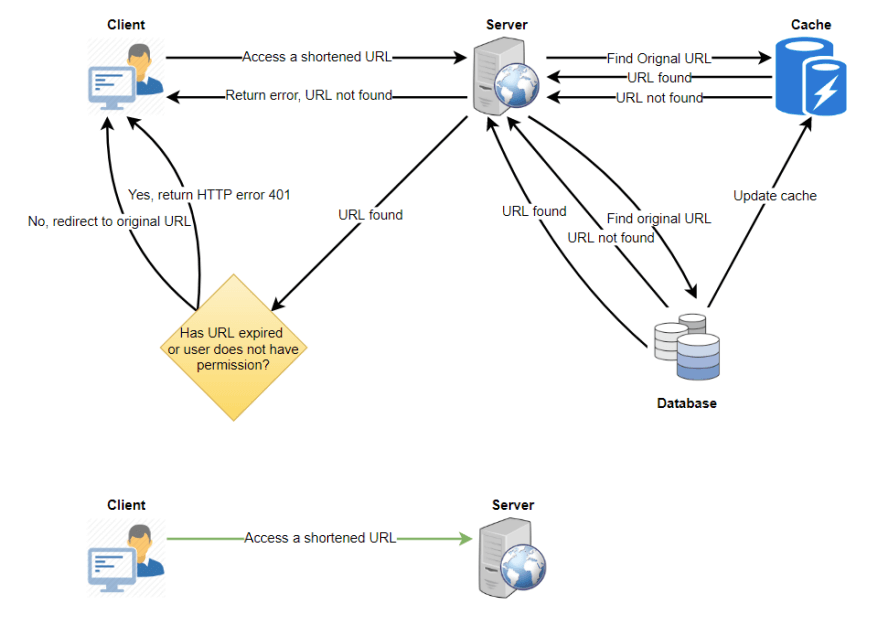 Client
Server
Cache
Access a shortened URL
Find Orignal URL
URL found
Return error, URL not found
URL not found
Yes, return HTTP error 401
Update cache
No, redirect to original URL
URL found
URL found
Find original URL
URL not found
Has URL expired
or user does not have
permission?
Database
Client
Server
Access a shortened URL